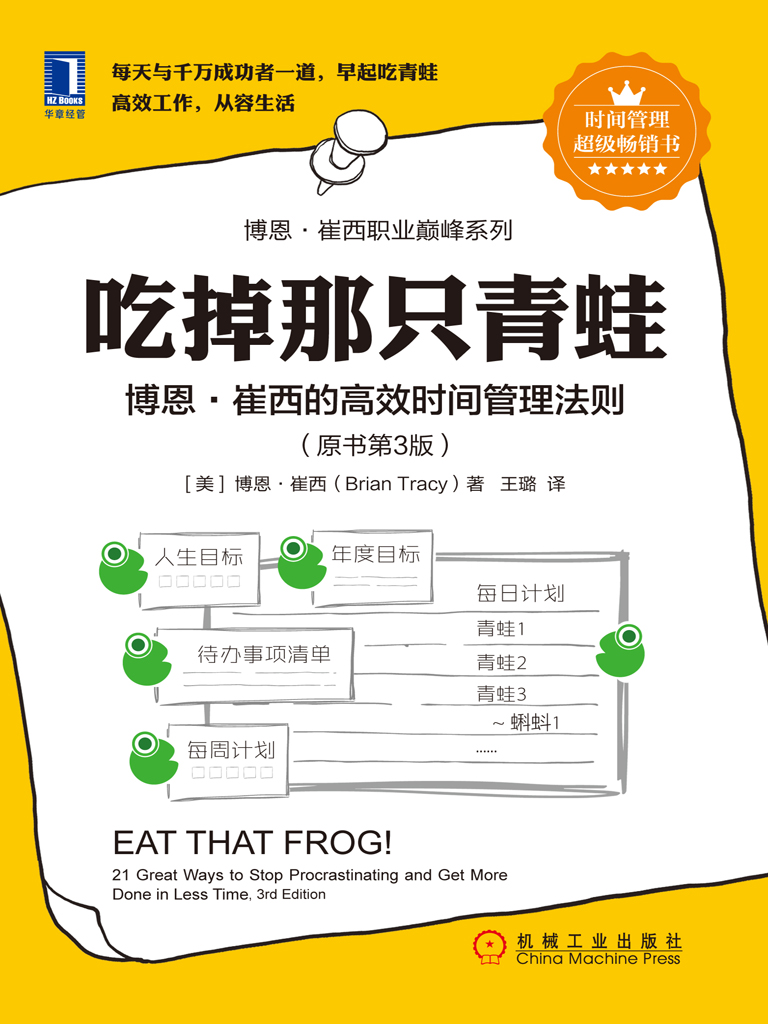 HZ Books
华章经管
每天与千万成功者一道，早起吃青蛙
高效工作，从容生活
时间管理
超级畅销书
博恩·崔西职业巅峰系列
吃掉那只青蛙
博恩·崔西的高效时间管理法则
（原书第3版）
［美］博恩·崔西（Brian Tracy）著 王璐 译
人生目标
年度目标
每日计划
青蛙1
待办事项清单
青蛙2
青蛙3
~ 蝌蚪1
每周计划
......
EAT THAT FROG!
21 Great Ways to Stop Procrastinating and Get More
Done in Less Time, 3rd Edition
机械工业出版社
China Machine Press